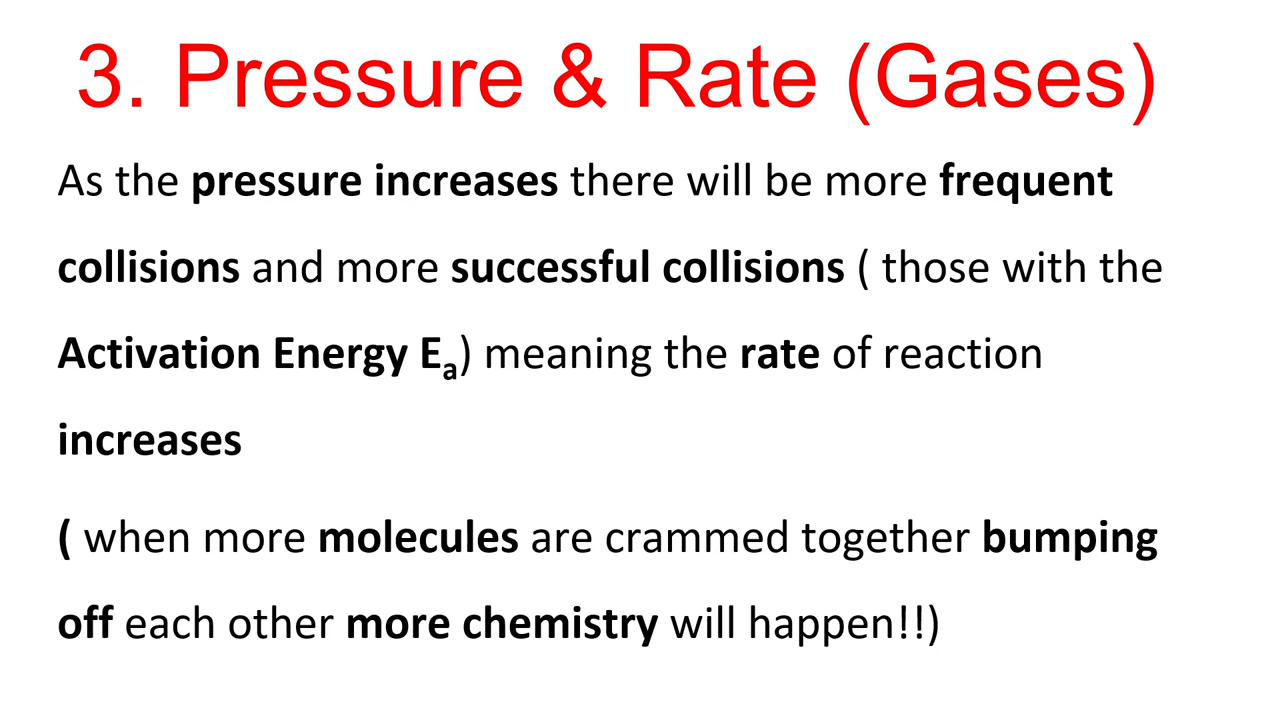 3. Pressure & Rate (Gases)
As the pressure increases there will be more frequent
collisions and more successful collisions ( those with the
Activation Energy Ea) meaning the rate of reaction
increases
( when more molecules are crammed together bumping
off each other more chemistry will happen!!)